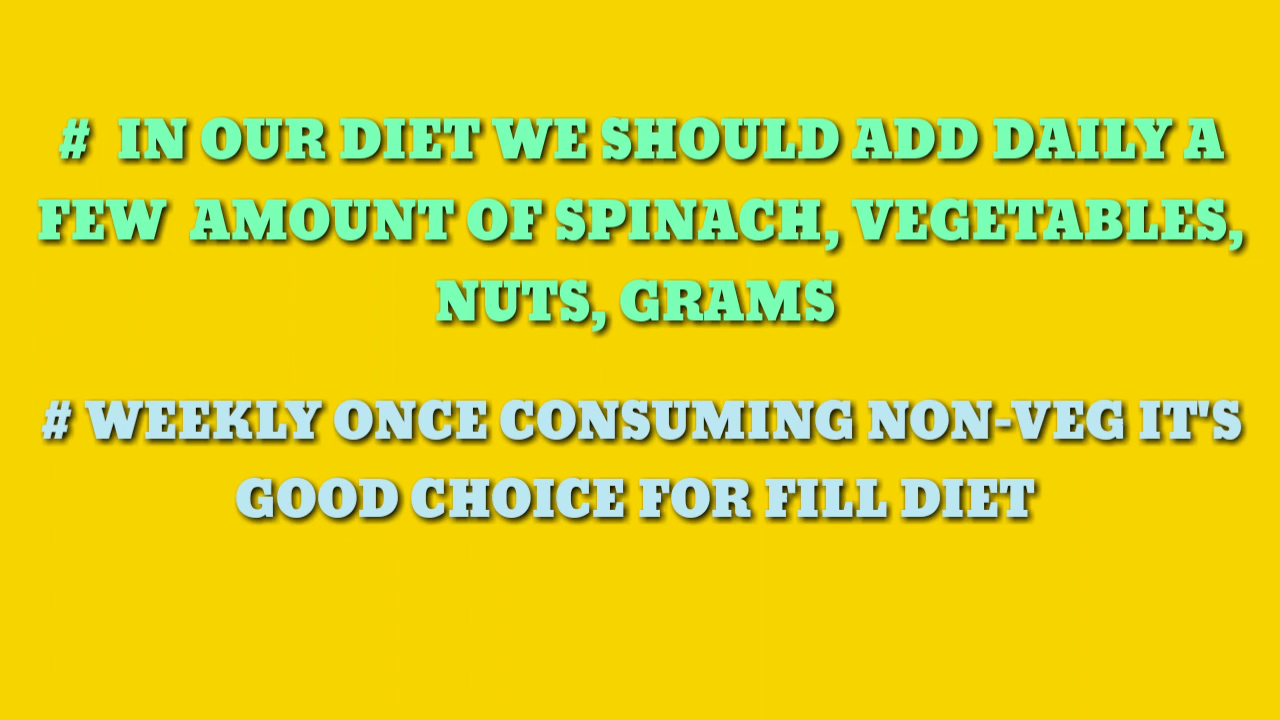 # IN OUR DIET WE SHOULD ADD DAILY A
FEW AMOUNT OF SPINACH, VEGETABLES,
NUTS, GRAMS
# WEEKLY ONCE CONSUMING NON-VEG IT'S
GOOD CHOICE FOR FILL DIET